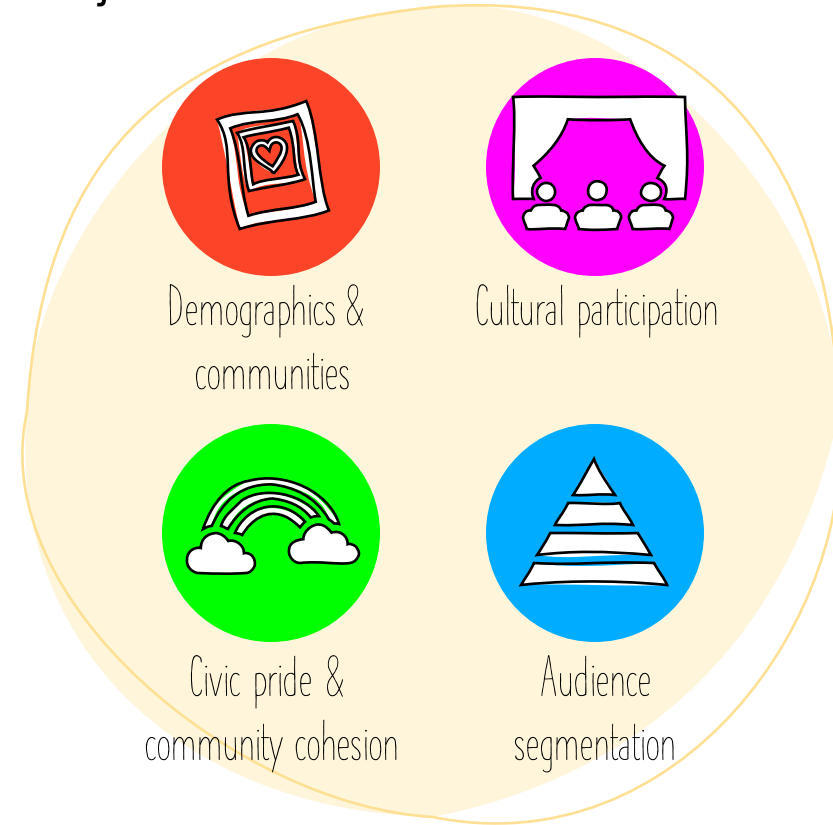 Demographics &
communities
Cultural participation
Civic pride &
community cohesion
Audience
segmentation